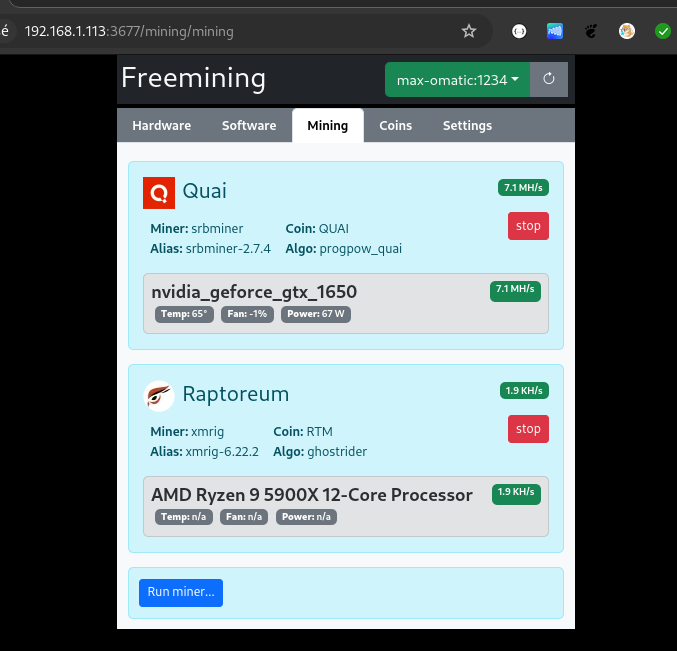 é 192.168.1.113:3677/mining/mining
Freemining
max-omatic:1234
Hardware Software Mining Coins Settings
Quai
7.1 MH/s
Miner: srbminer Coin: QUAI
stop
Alias: srbminer-2.7.4 Algo: progpow_quai
nvidia_geforce_gtx_1650
7.1 MH/s
Temp: 65° Fan: -1% Power: 67 W
Raptoreum
1.9 KH/s
Miner: xmrig Coin: RTM
stop
Alias: xmrig-6.22.2 Algo: ghostrider
AMD Ryzen 9 5900X 12-Core Processor
1.9 KH/s
Temp: n/a Fan: n/a Power: n/a
Run miner...